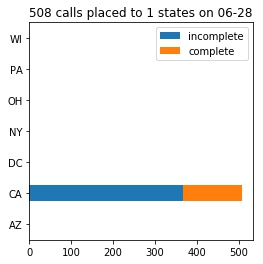 508 calls placed to 1 states on 06-28
incomplete
complete
WI
PA
OH
NY
DC
CA
AZ
0 100 200 300 400 500